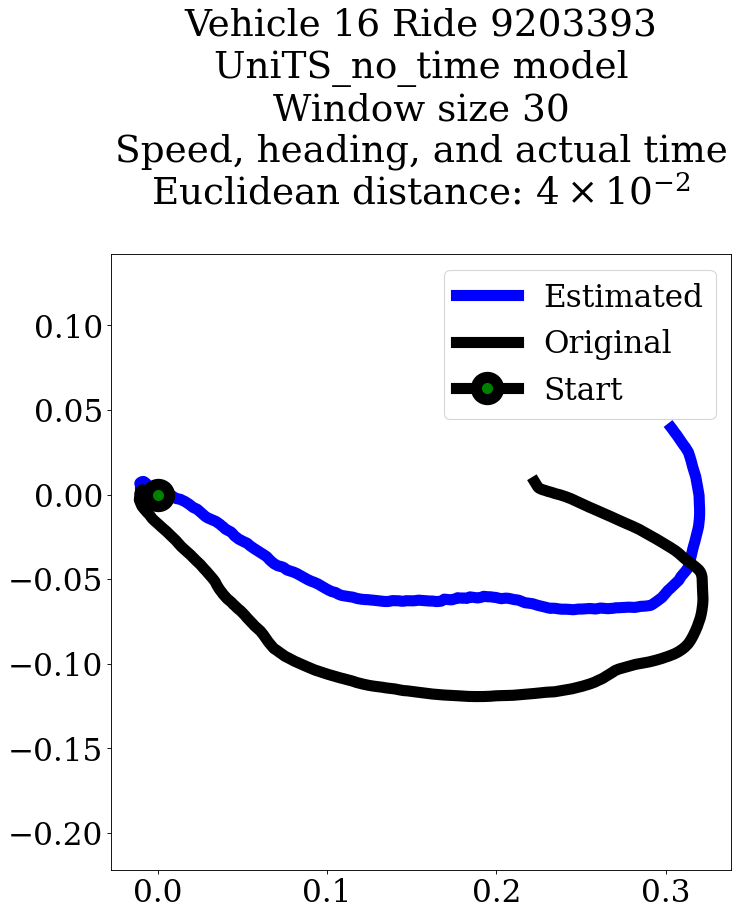 Vehicle 16 Ride 9203393
UniTS_no_time model
Window size 30
Speed, heading, and actual time
Euclidean distance: 4 × 10⁻²
Estimated
Original
Start
0.10
0.05
0.00
−0.05
−0.10
−0.15
−0.20
0.0 0.1 0.2 0.3